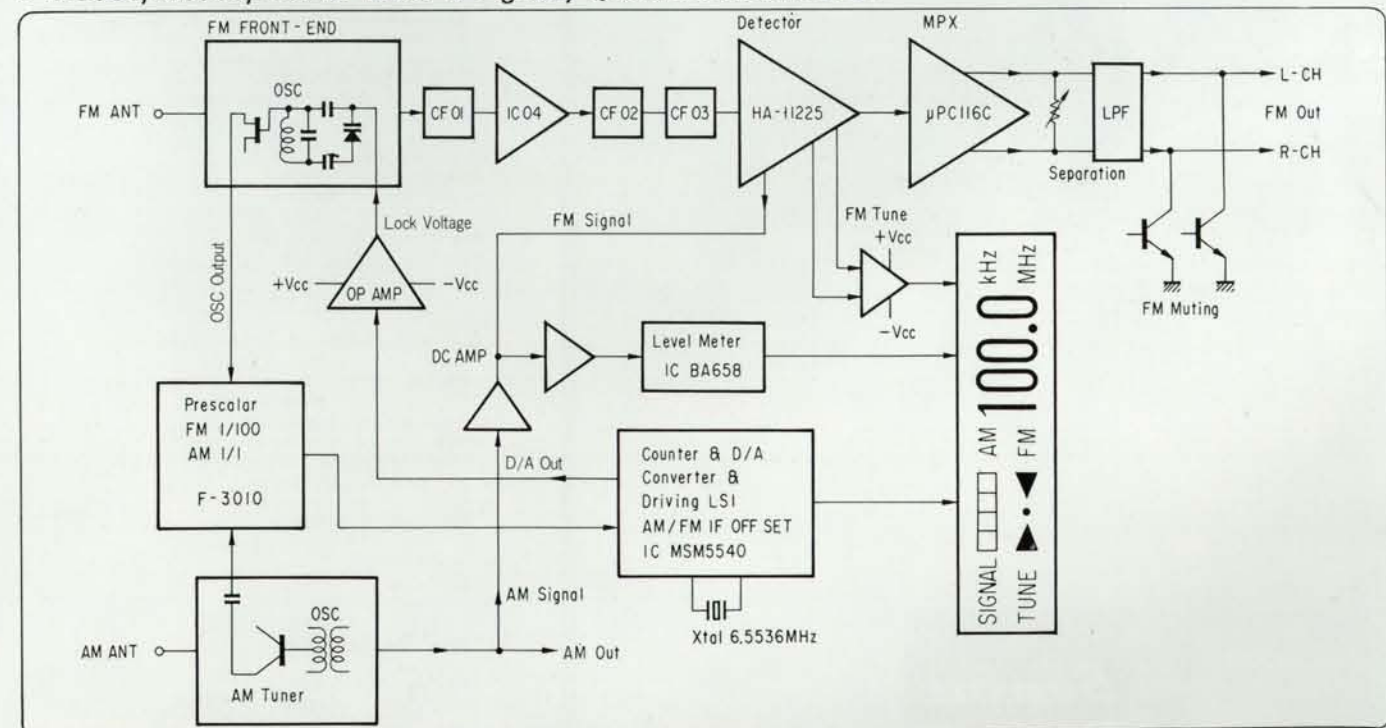 FM FRONT-END
Detector
MPX
OSC
FM ANT
CF01
IC04
CF02
CF03
HA-11225
μPC116C
LPF
L-CH
FM Out
R-CH
Separation
Lock Voltage
FM Signal
FM Tune
+Vcc
OSC Output
+Vcc
OP AMP
-Vcc
-Vcc
FM Muting
DC AMP
Level Meter
IC BA658
Prescalar
FM 1/100
AM 1/1
F-3010
D/A Out
Counter & D/A
Converter &
Driving LSI
AM/FM IF OFF SET
IC MSM5540
SIGNAL AM 100.0 kHz
TUNE FM MHz
AM Signal
Xtal 6.5536MHz
OSC
AM ANT
AM Out
AM Tuner